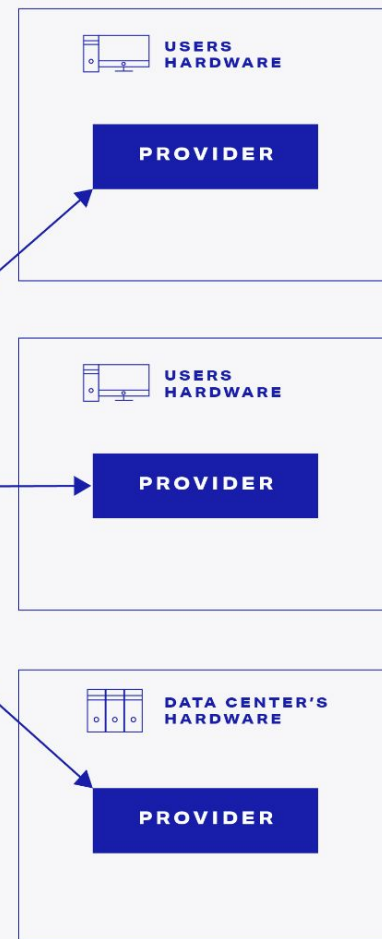 USERS
HARDWARE
PROVIDER
USERS
HARDWARE
PROVIDER
DATA CENTER'S
HARDWARE
PROVIDER